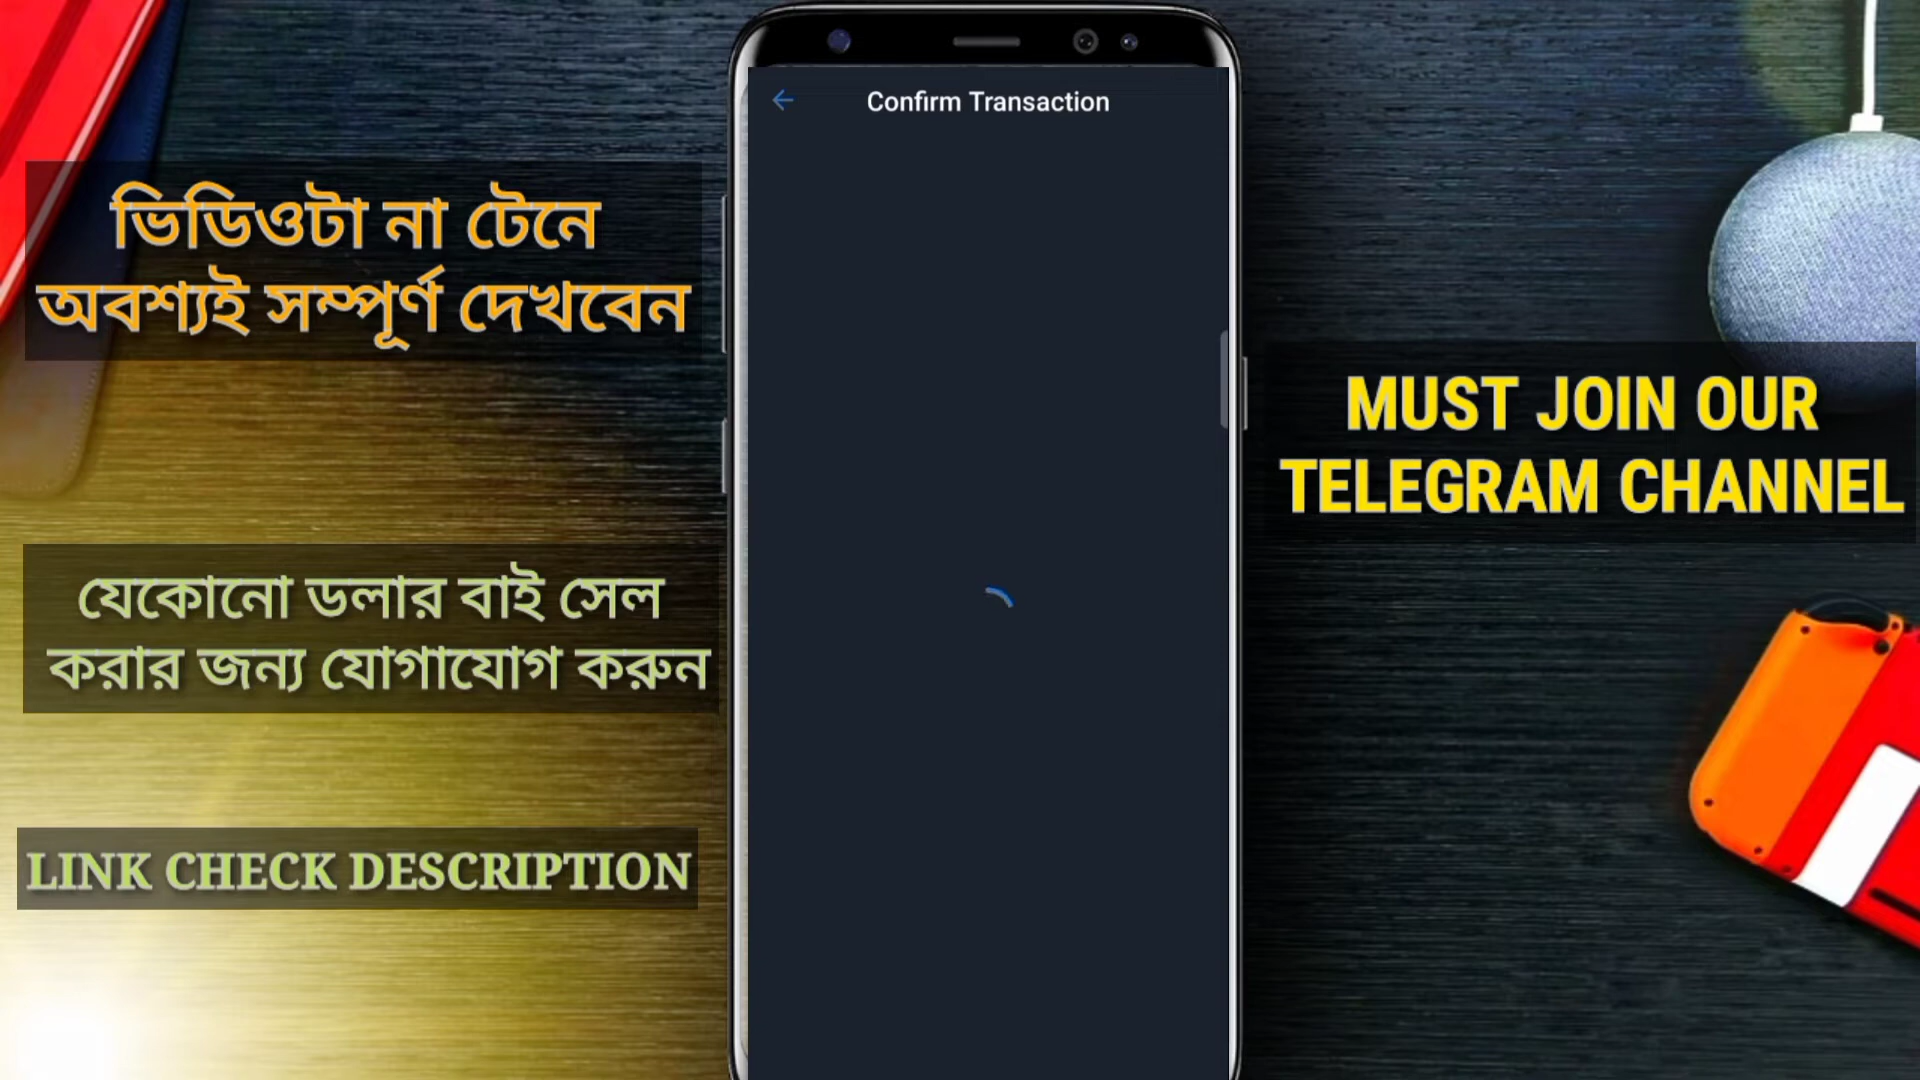 Confirm Transaction
ভিডিওটা না টেনে
অবশ্যই সম্পূর্ণ দেখবেন
MUST JOIN OUR
TELEGRAM CHANNEL
যেকোনো ডলার বাই সেল
করার জন্য যোগাযোগ করুন
LINK CHECK DESCRIPTION